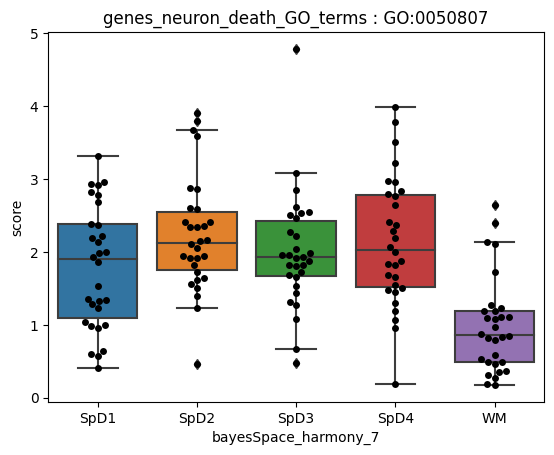 genes_neuron_death_GO_terms : GO:0050807
score
5
4
3
2
1
0
SpD1 SpD2 SpD3 SpD4 WM
bayesSpace_harmony_7